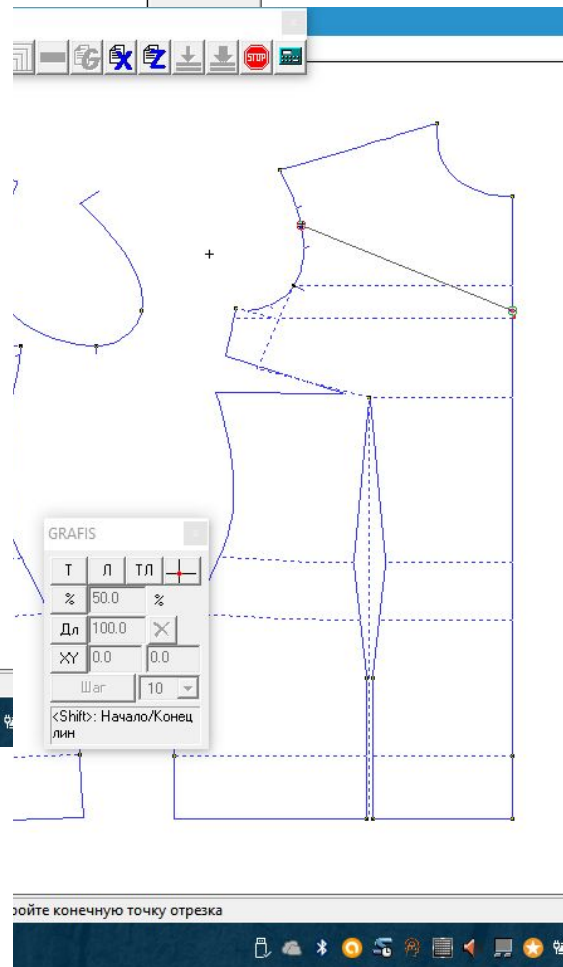 G X Z STOP
GRAFIS
Т Л ТЛ
% 50.0 %
Дл 100.0
XY 0.0 0.0
Шаг 10
<Shift>: Начало/Конец
лин
ройте конечную точку отрезка